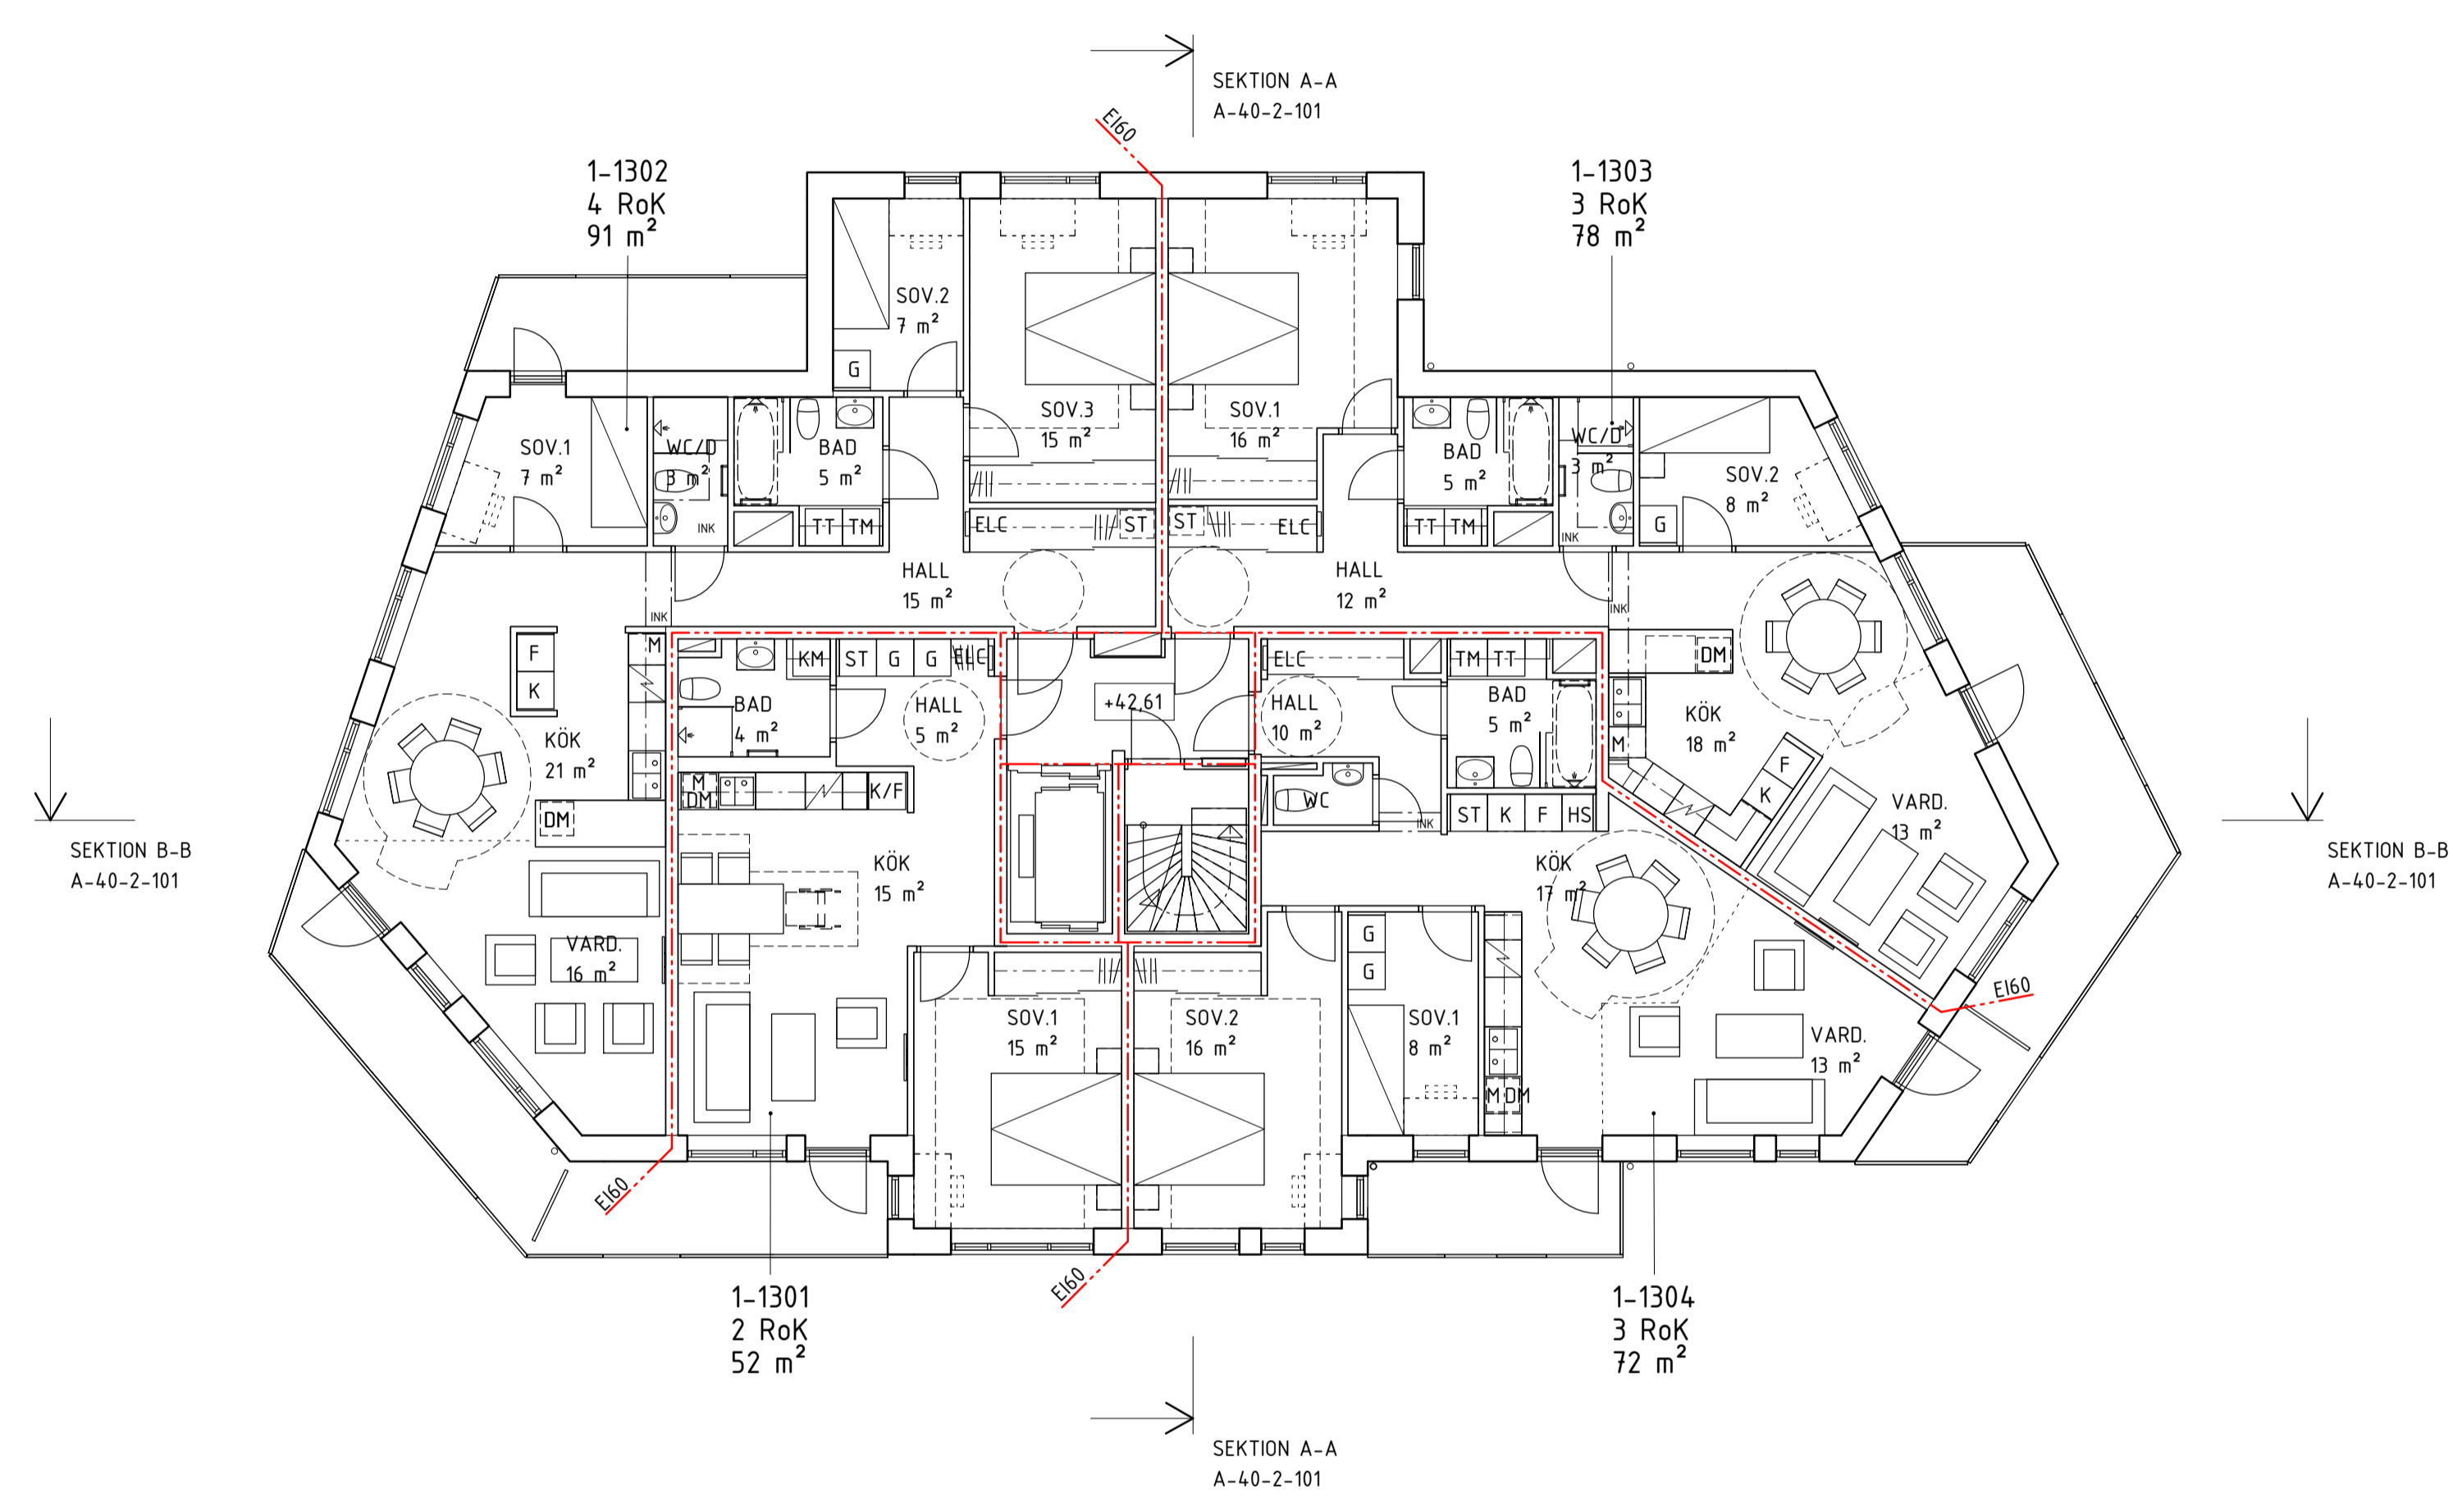 SEKTION A-A
A-40-2-101
EI60
1-1302
4 RoK
91 m²
1-1303
3 RoK
78 m²
SOV.2
7 m²
G
SOV.3
15 m²
SOV.1
16 m²
SOV.1
7 m²
WC/D
3 m²
INK
BAD
5 m²
TT TM
ELC
ST
ST
ELC
BAD
5 m²
TT TM
WC/D
3 m²
INK
SOV.2
8 m²
G
HALL
15 m²
HALL
12 m²
INK
INK
F
K
M
KÖK
21 m²
DM
VARD.
16 m²
KM
ST G G ELC
BAD
4 m²
HALL
5 m²
M
DM
K/F
KÖK
15 m²
+42,61
ELC
HALL
10 m²
TM TT
BAD
5 m²
WC
INK
ST K F HS
DM
KÖK
18 m²
M
F
K
VARD.
13 m²
KÖK
17 m²
G
G
SOV.1
15 m²
SOV.2
16 m²
SOV.1
8 m²
M DM
VARD.
13 m²
EI60
SEKTION B-B
A-40-2-101
SEKTION B-B
A-40-2-101
EI60
EI60
1-1301
2 RoK
52 m²
1-1304
3 RoK
72 m²
SEKTION A-A
A-40-2-101